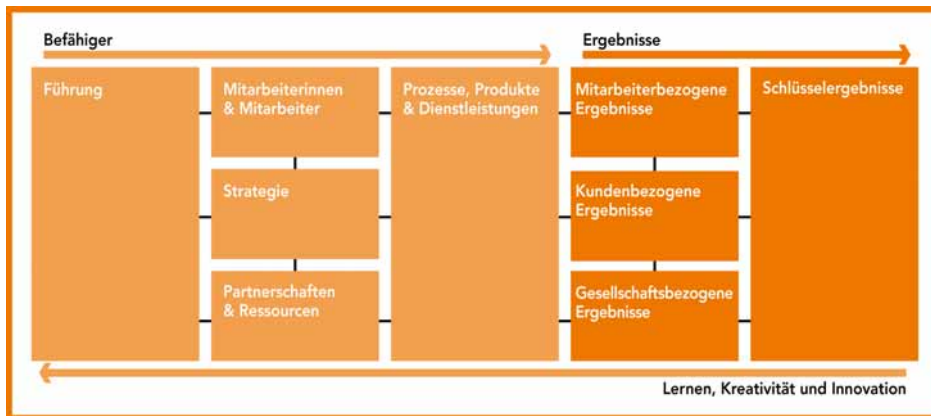 Befähiger
Ergebnisse
Führung
Mitarbeiterinnen
& Mitarbeiter
Strategie
Partnerschaften
& Ressourcen
Prozesse, Produkte
& Dienstleistungen
Mitarbeiterbezogene
Ergebnisse
Kundenbezogene
Ergebnisse
Gesellschaftsbezogene
Ergebnisse
Schlüsselergebnisse
Lernen, Kreativität und Innovation